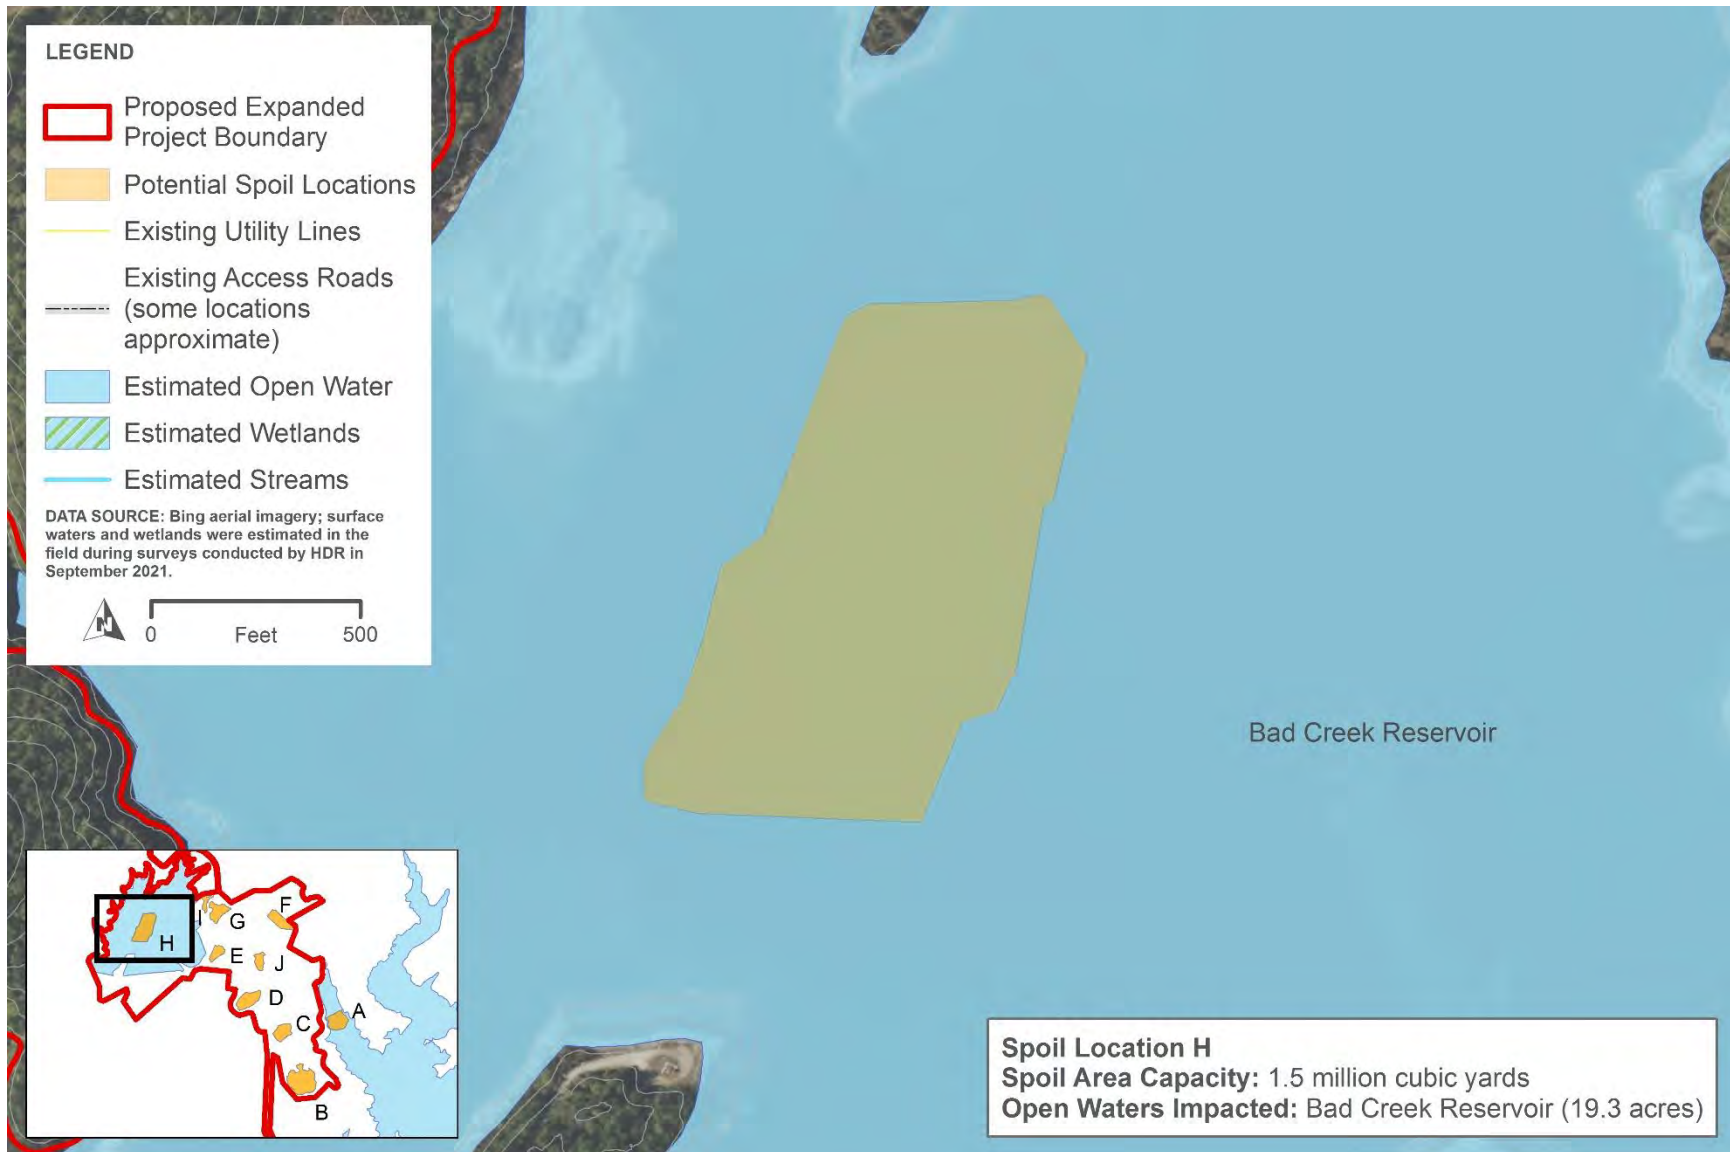 LEGEND
Proposed Expanded
Project Boundary
Potential Spoil Locations
Existing Utility Lines
Existing Access Roads
(some locations
approximate)
Estimated Open Water
Estimated Wetlands
Estimated Streams
DATA SOURCE: Bing aerial imagery; surface
waters and wetlands were estimated in the
field during surveys conducted by HDR in
September 2021.
N
0 Feet 500
Bad Creek Reservoir
I
G
F
H
E
J
D
A
C
B
Spoil Location H
Spoil Area Capacity: 1.5 million cubic yards
Open Waters Impacted: Bad Creek Reservoir (19.3 acres)